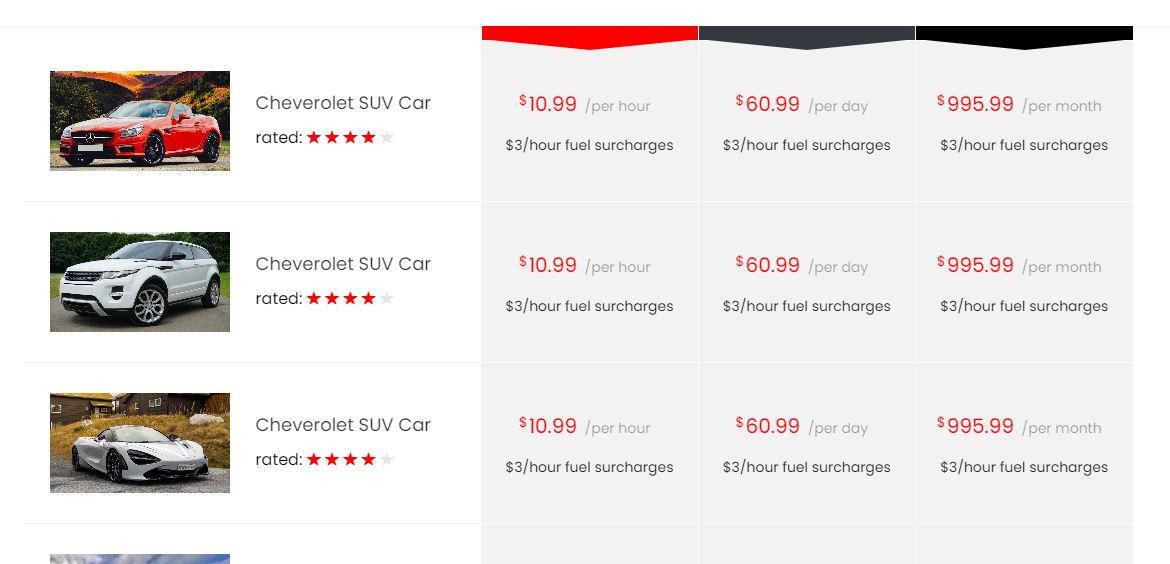 Cheverolet SUV Car
rated:
$10.99 /per hour
$3/hour fuel surcharges
$60.99 /per day
$3/hour fuel surcharges
$995.99 /per month
$3/hour fuel surcharges
Cheverolet SUV Car
rated:
$10.99 /per hour
$3/hour fuel surcharges
$60.99 /per day
$3/hour fuel surcharges
$995.99 /per month
$3/hour fuel surcharges
Cheverolet SUV Car
rated:
$10.99 /per hour
$3/hour fuel surcharges
$60.99 /per day
$3/hour fuel surcharges
$995.99 /per month
$3/hour fuel surcharges